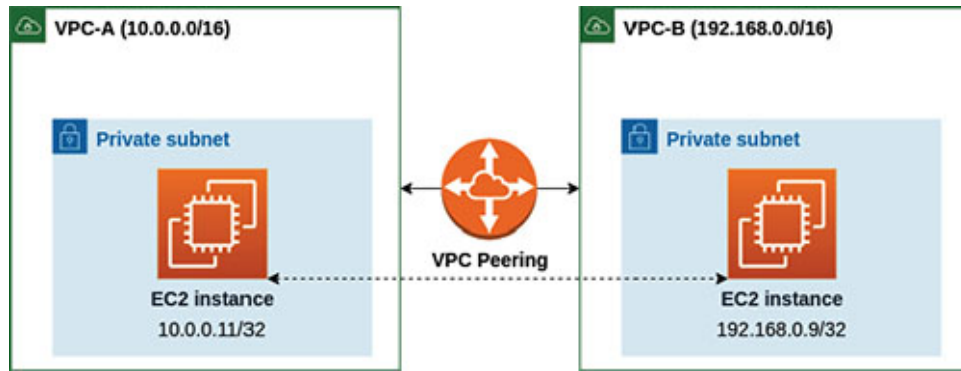 VPC-A (10.0.0.0/16)
Private subnet
EC2 instance
10.0.0.11/32
VPC Peering
VPC-B (192.168.0.0/16)
Private subnet
EC2 instance
192.168.0.9/32